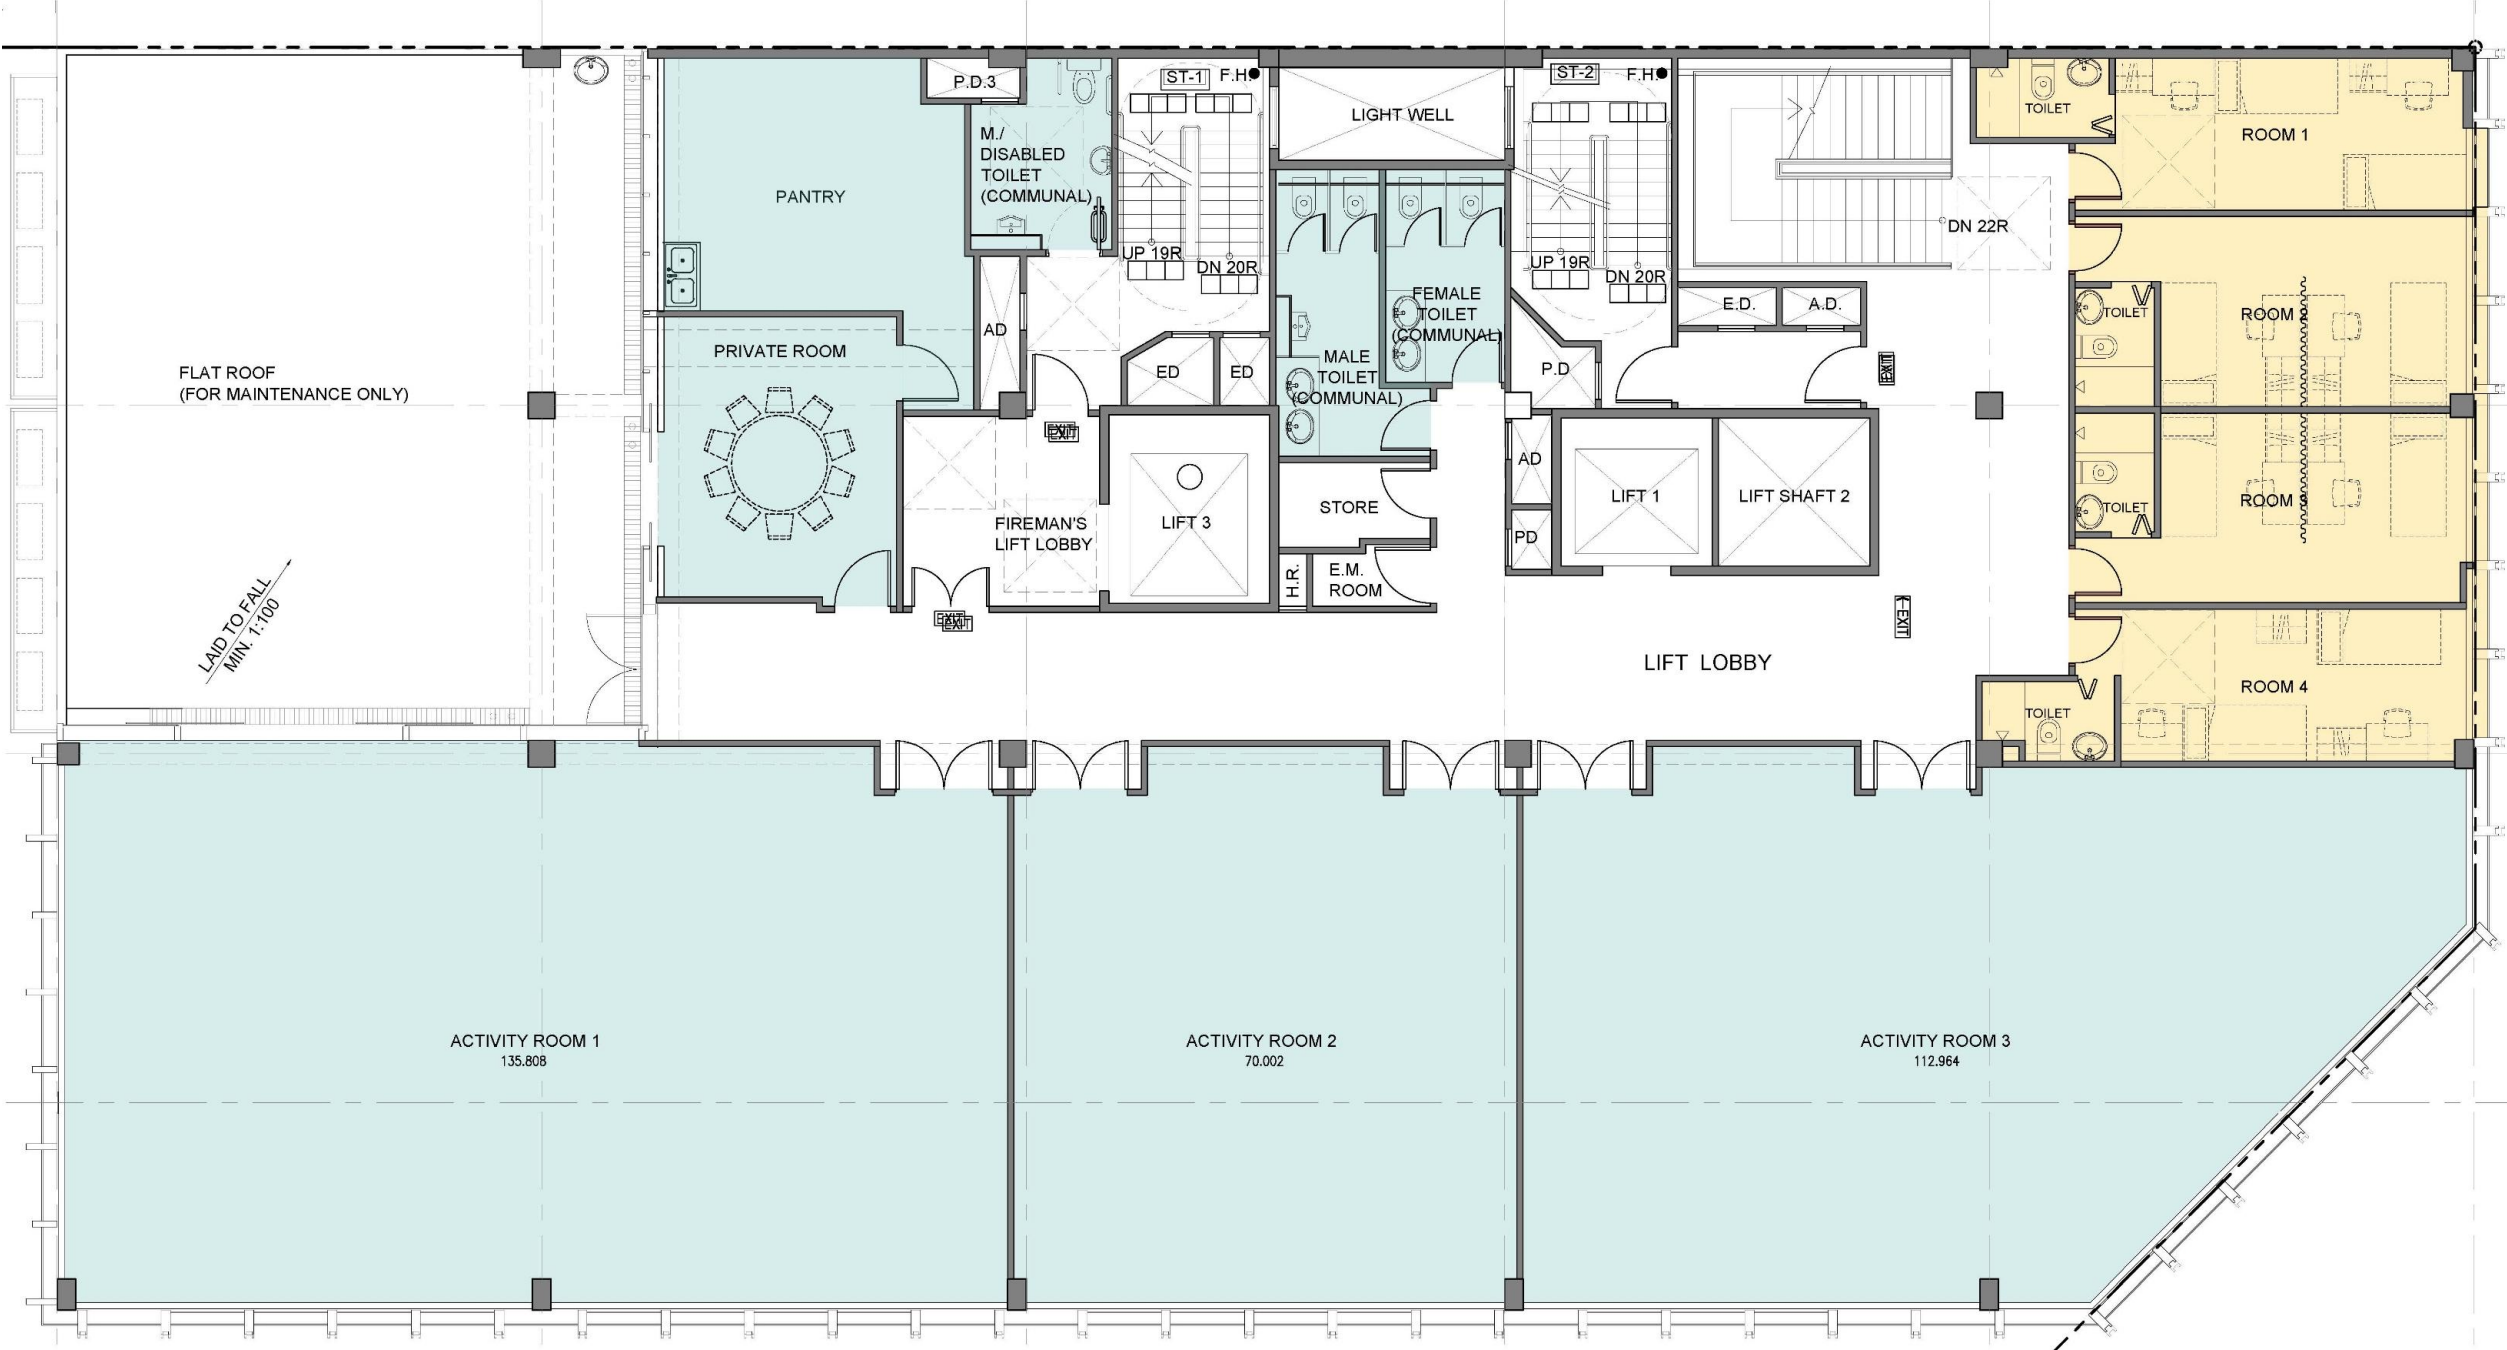 P.D.3
ST-1
F.H.
LIGHT WELL
ST-2
F.H.
TOILET
ROOM 1
M./
DISABLED
TOILET
(COMMUNAL)
PANTRY
UP 19R
DN 20R
UP 19R
DN 20R
DN 22R
FEMALE
TOILET
(COMMUNAL)
E.D.
A.D.
TOILET
ROOM 2
AD
PRIVATE ROOM
ED
ED
MALE
TOILET
(COMMUNAL)
P.D
EXIT
FLAT ROOF
(FOR MAINTENANCE ONLY)
EXIT
EXIT
AD
LIFT 1
LIFT SHAFT 2
STORE
TOILET
ROOM 3
FIREMAN'S
LIFT LOBBY
LIFT 3
PD
H.R.
E.M.
ROOM
EXIT
EXIT
EXIT
LAID TO FALL
MIN. 1:100
LIFT LOBBY
TOILET
ROOM 4
ACTIVITY ROOM 1
135.808
ACTIVITY ROOM 2
70.002
ACTIVITY ROOM 3
112.964